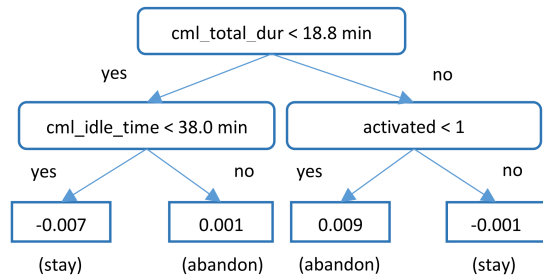 cml_total_dur < 18.8 min
yes
no
cml_idle_time < 38.0 min
activated < 1
yes
no
yes
no
-0.007
0.001
0.009
-0.001
(stay)
(abandon)
(abandon)
(stay)